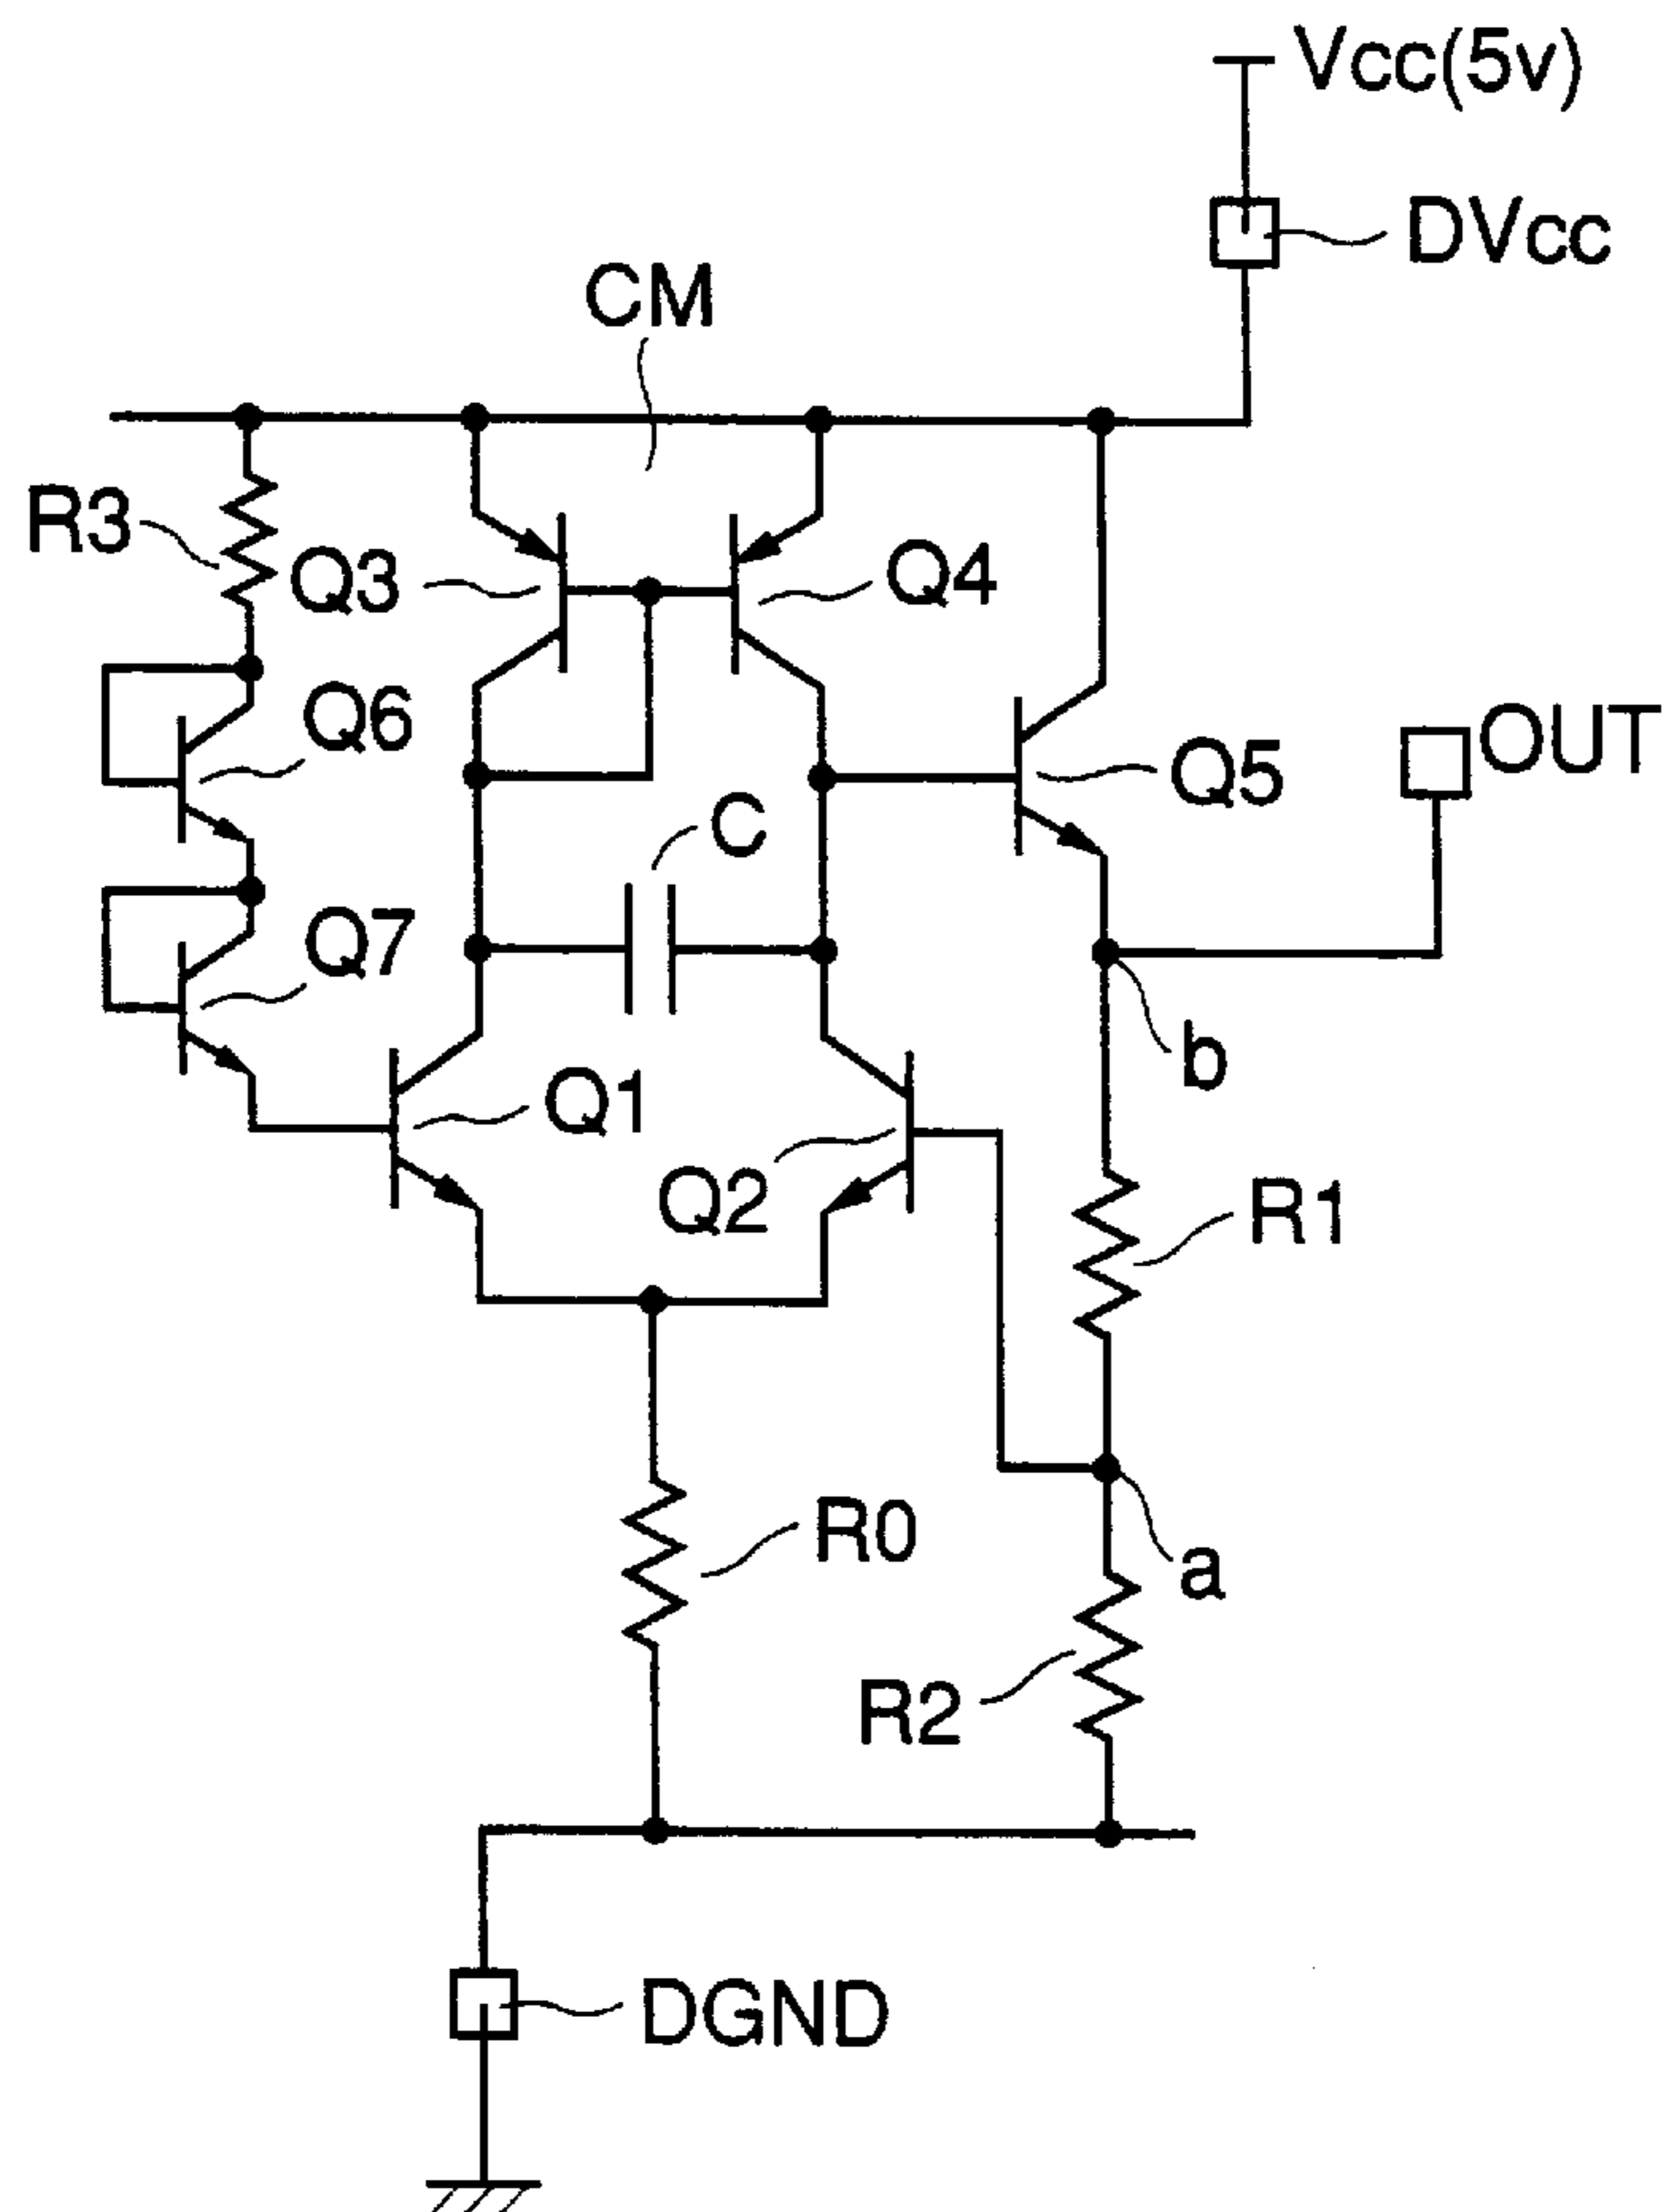 Vcc(5v)
DVcc
CM
R3
Q3
Q4
Q6
Q5
OUT
C
Q7
b
Q1
Q2
R1
R0
a
R2
DGND